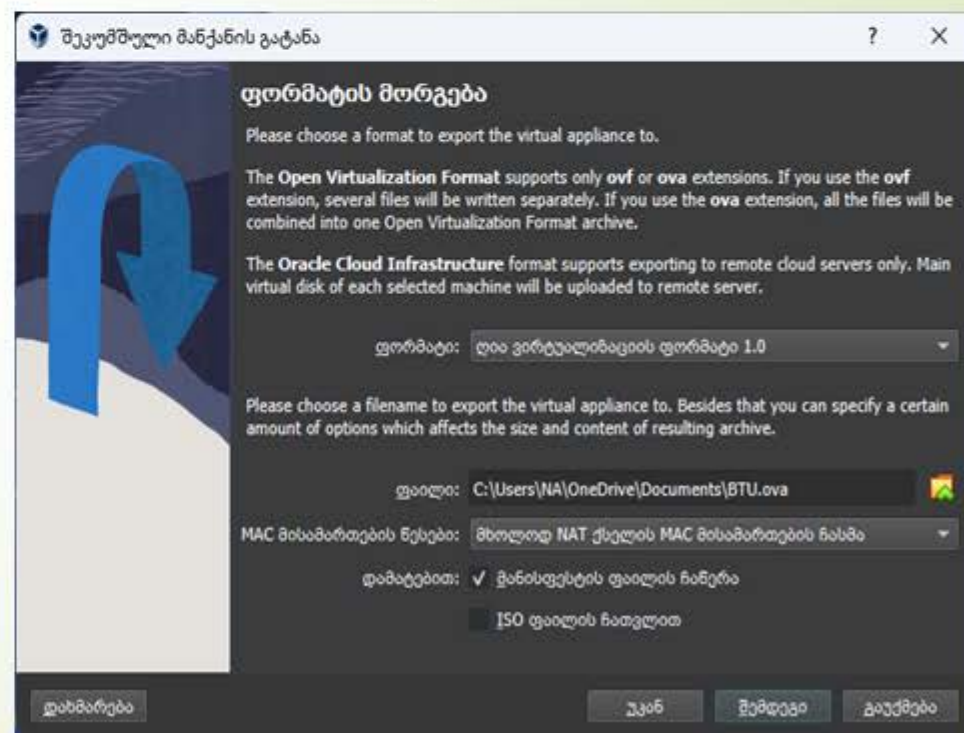 შეკუმშული მანქანის გატანა
?
ფორმატის მორგება
Please choose a format to export the virtual appliance to.
The Open Virtualization Format supports only ovf or ova extensions. If you use the ovf
extension, several files will be written separately. If you use the ova extension, all the files will be
combined into one Open Virtualization Format archive.
The Oracle Cloud Infrastructure format supports exporting to remote cloud servers only. Main
virtual disk of each selected machine will be uploaded to remote server.
ფორმატი: ღია ვირტუალიზაციის ფორმატი 1.0
Please choose a filename to export the virtual appliance to. Besides that you can specify a certain
amount of options which affects the size and content of resulting archive.
ფაილი: C:\Users\NA\OneDrive\Documents\BTU.ova
MAC მისამართების წესები: მხოლოდ NAT ქსელის MAC მისამართების ჩასმა
დამატებით: მანისფესტის ფაილის ჩაწერა
ISO ფაილის ჩათვლით
დახმარება უკან შემდეგი გაუქმება